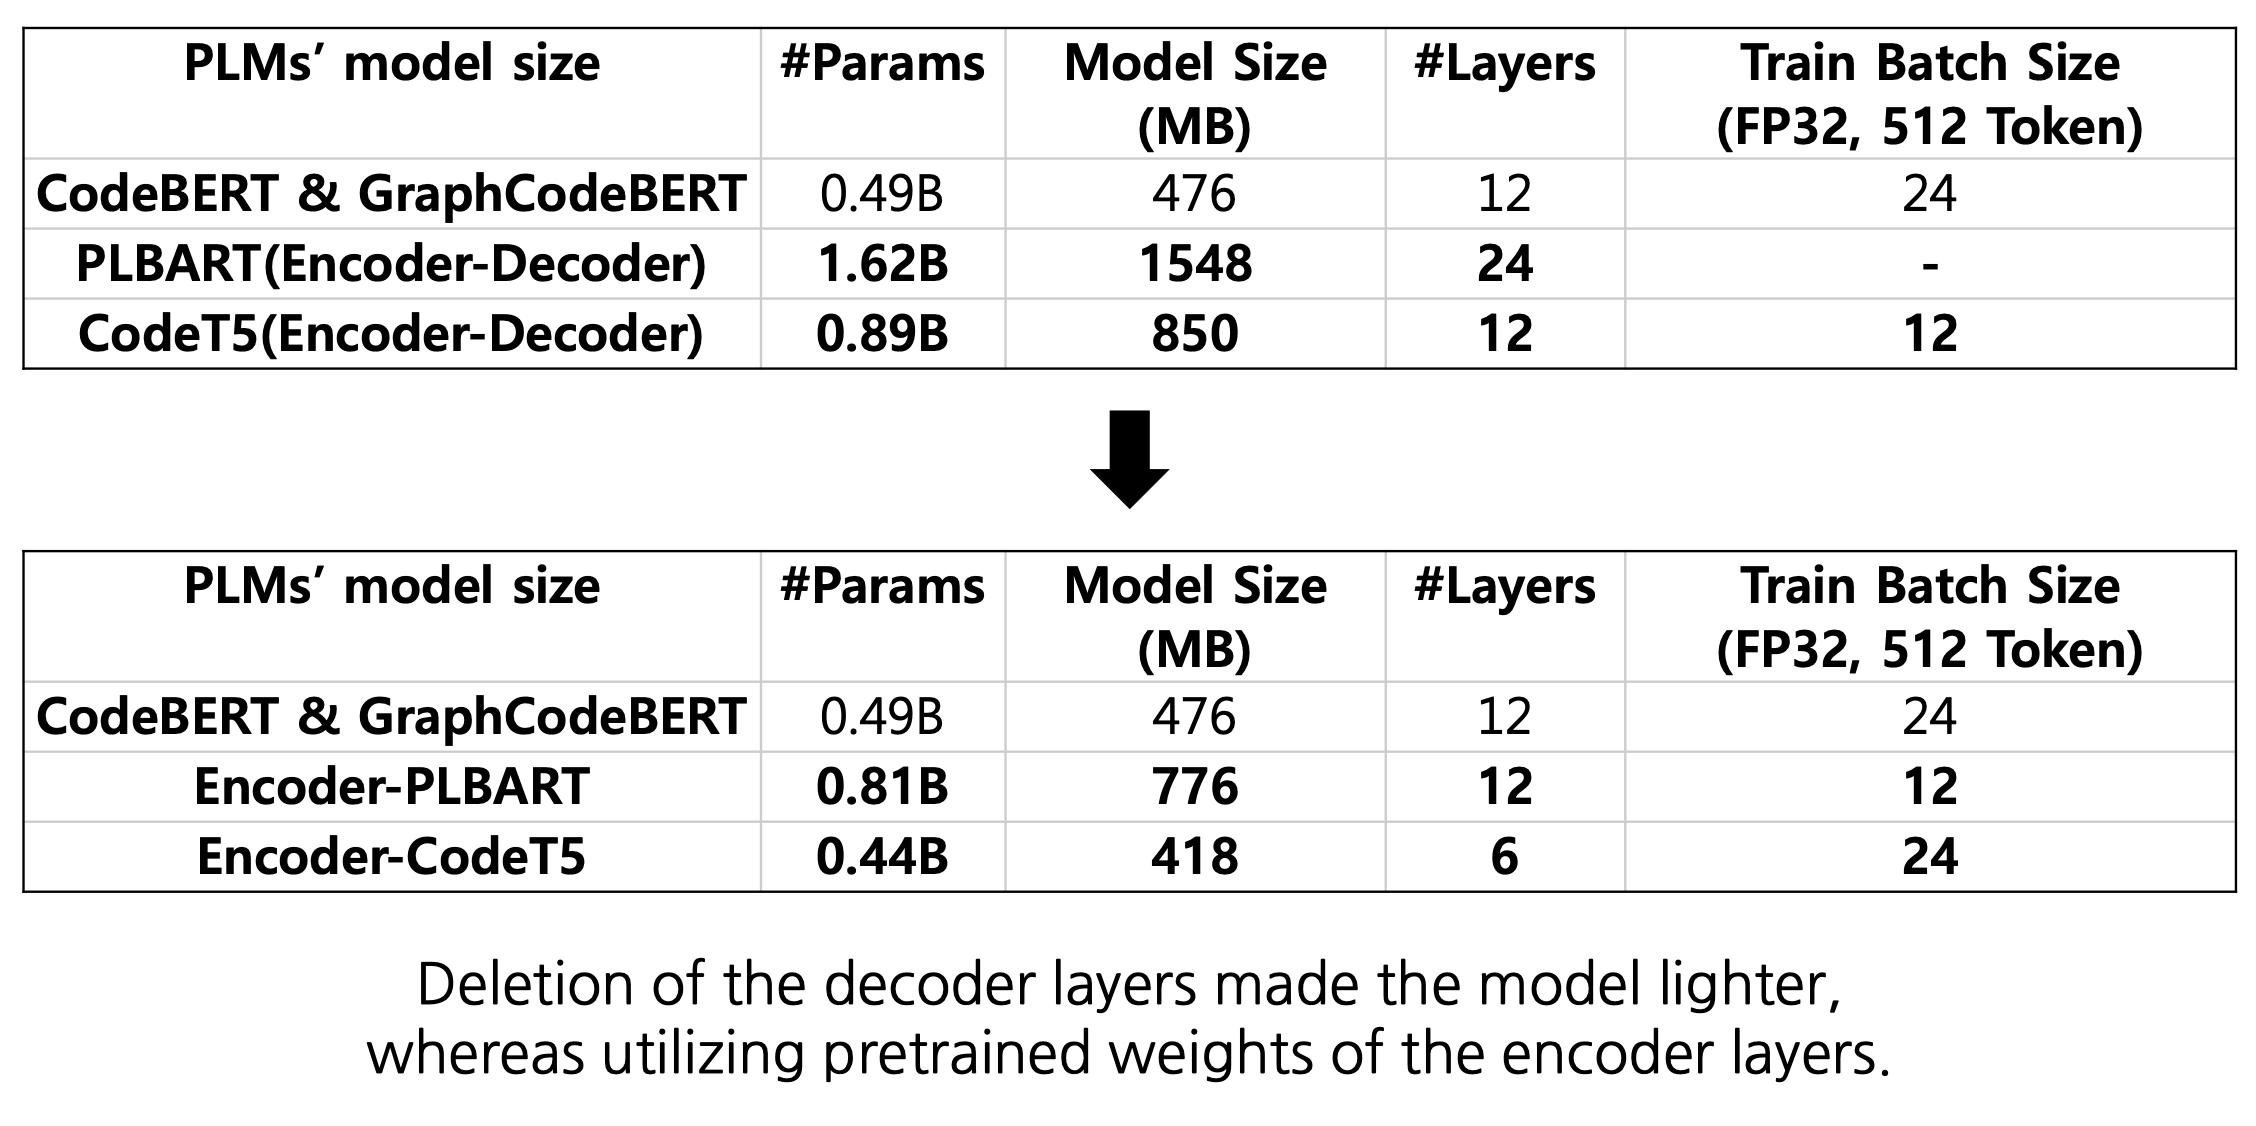 PLMs’ model size #Params Model Size #Layers Train Batch Size
(MB) (FP32, 512 Token)
CodeBERT & GraphCodeBERT 0.49B 476 12 24
PLBART(Encoder-Decoder) 1.62B 1548 24 -
CodeT5(Encoder-Decoder) 0.89B 850 12 12
PLMs’ model size #Params Model Size #Layers Train Batch Size
(MB) (FP32, 512 Token)
CodeBERT & GraphCodeBERT 0.49B 476 12 24
Encoder-PLBART 0.81B 776 12 12
Encoder-CodeT5 0.44B 418 6 24
Deletion of the decoder layers made the model lighter,
whereas utilizing pretrained weights of the encoder layers.